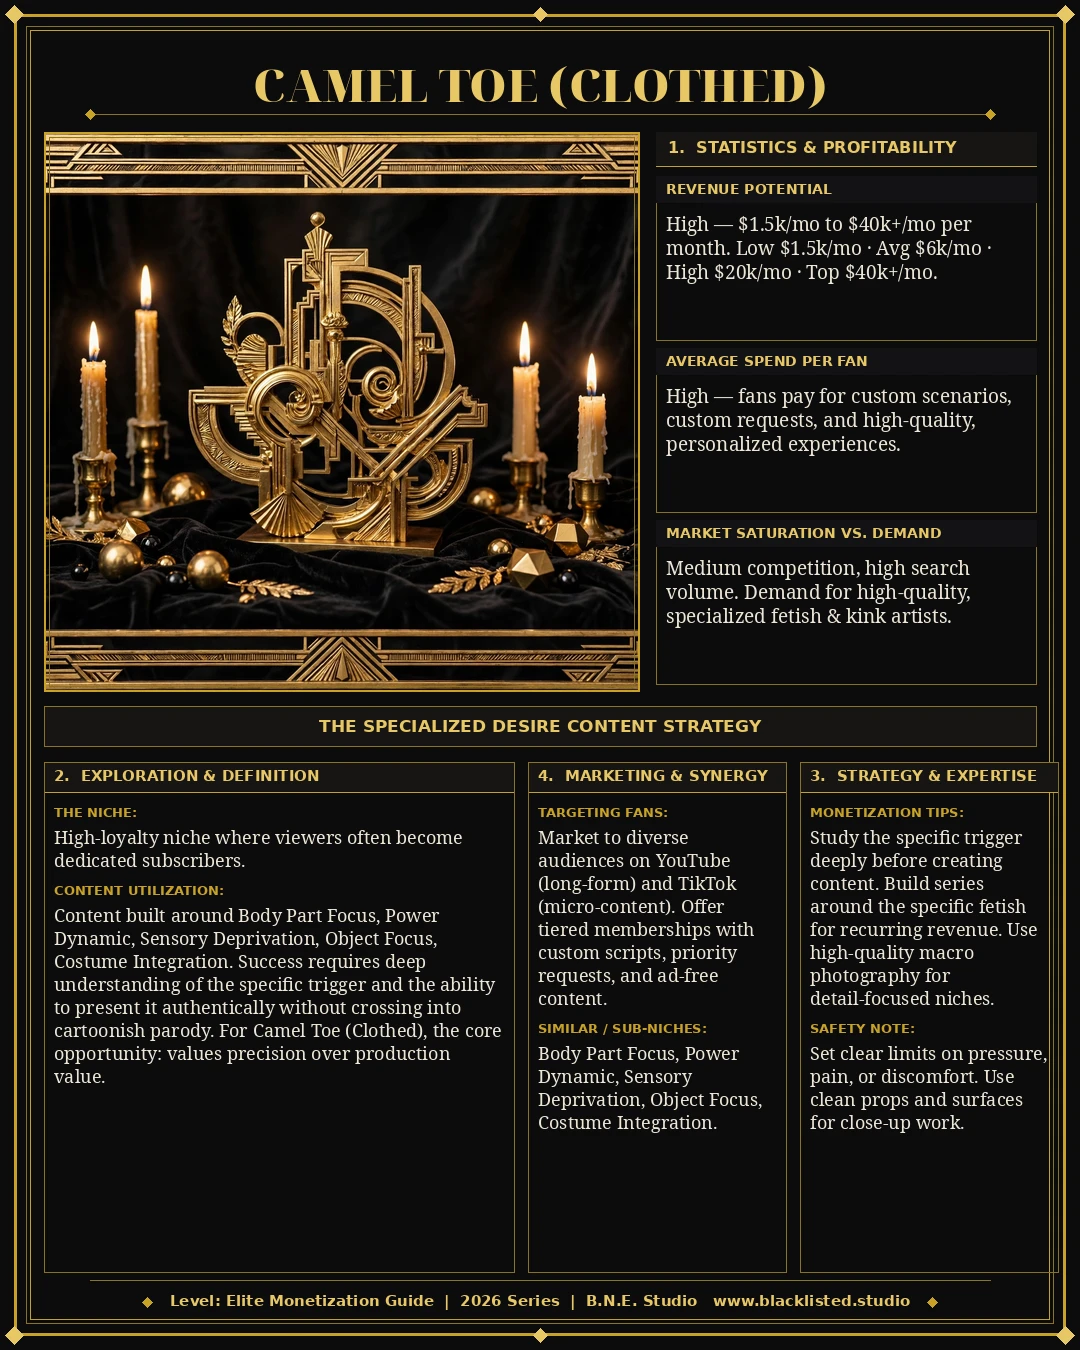 CAMEL TOE (CLOTHED)
1. STATISTICS & PROFITABILITY
REVENUE POTENTIAL
High — $1.5k/mo to $40k+/mo per
month. Low $1.5k/mo · Avg $6k/mo ·
High $20k/mo · Top $40k+/mo.
AVERAGE SPEND PER FAN
High — fans pay for custom scenarios,
custom requests, and high-quality,
personalized experiences.
MARKET SATURATION VS. DEMAND
Medium competition, high search
volume. Demand for high-quality,
specialized fetish & kink artists.
THE SPECIALIZED DESIRE CONTENT STRATEGY
2. EXPLORATION & DEFINITION
THE NICHE:
High-loyalty niche where viewers often become
dedicated subscribers.
CONTENT UTILIZATION:
Content built around Body Part Focus, Power
Dynamic, Sensory Deprivation, Object Focus,
Costume Integration. Success requires deep
understanding of the specific trigger and the ability
to present it authentically without crossing into
cartoonish parody. For Camel Toe (Clothed), the core
opportunity: values precision over production
value.
4. MARKETING & SYNERGY
TARGETING FANS:
Market to diverse
audiences on YouTube
(long-form) and TikTok
(micro-content). Offer
tiered memberships with
custom scripts, priority
requests, and ad-free
content.
SIMILAR / SUB-NICHES:
Body Part Focus, Power
Dynamic, Sensory
Deprivation, Object Focus,
Costume Integration.
3. STRATEGY & EXPERTISE
MONETIZATION TIPS:
Study the specific trigger
deeply before creating
content. Build series
around the specific fetish
for recurring revenue. Use
high-quality macro
photography for
detail-focused niches.
SAFETY NOTE:
Set clear limits on pressure,
pain, or discomfort. Use
clean props and surfaces
for close-up work.
Level: Elite Monetization Guide | 2026 Series | B.N.E. Studio www.blacklisted.studio